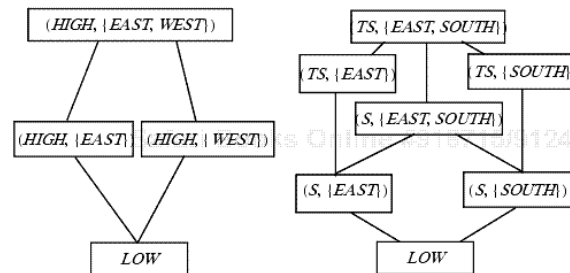 (HIGH, {EAST, WEST})
(HIGH, {EAST}
(HIGH, {WEST})
LOW
(TS, {EAST, SOUTH})
(TS, {EAST})
(TS, {SOUTH}
(S, {EAST, SOUTH})
(S, {EAST})
(S, {SOUTH})
LOW